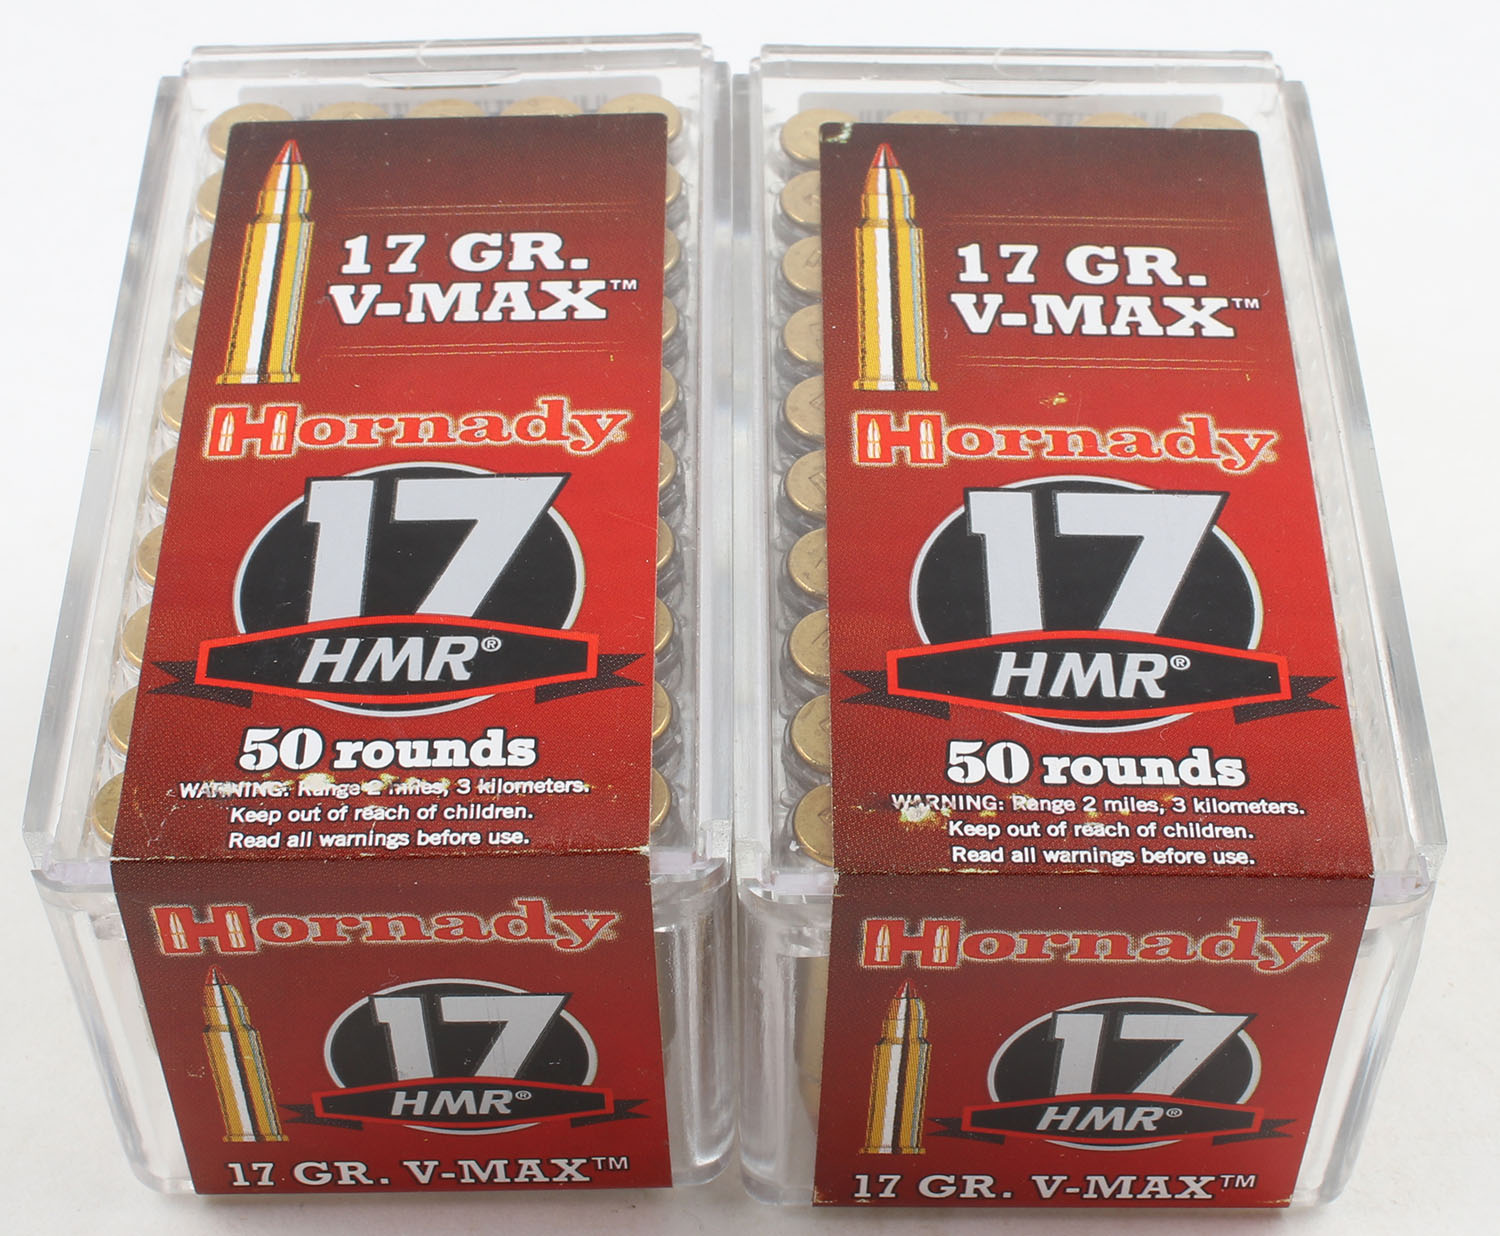 17 GR.
V-MAX™
Hornady
17
HMR®
50 rounds
WARNING: Range 2 miles, 3 kilometers.
Keep out of reach of children.
Read all warnings before use.
Hornady
17
HMR®
17 GR. V-MAX™
17 GR.
V-MAX™
Hornady
17
HMR®
50 rounds
WARNING: Range 2 miles, 3 kilometers.
Keep out of reach of children.
Read all warnings before use.
Hornady
17
HMR®
17 GR. V-MAX™